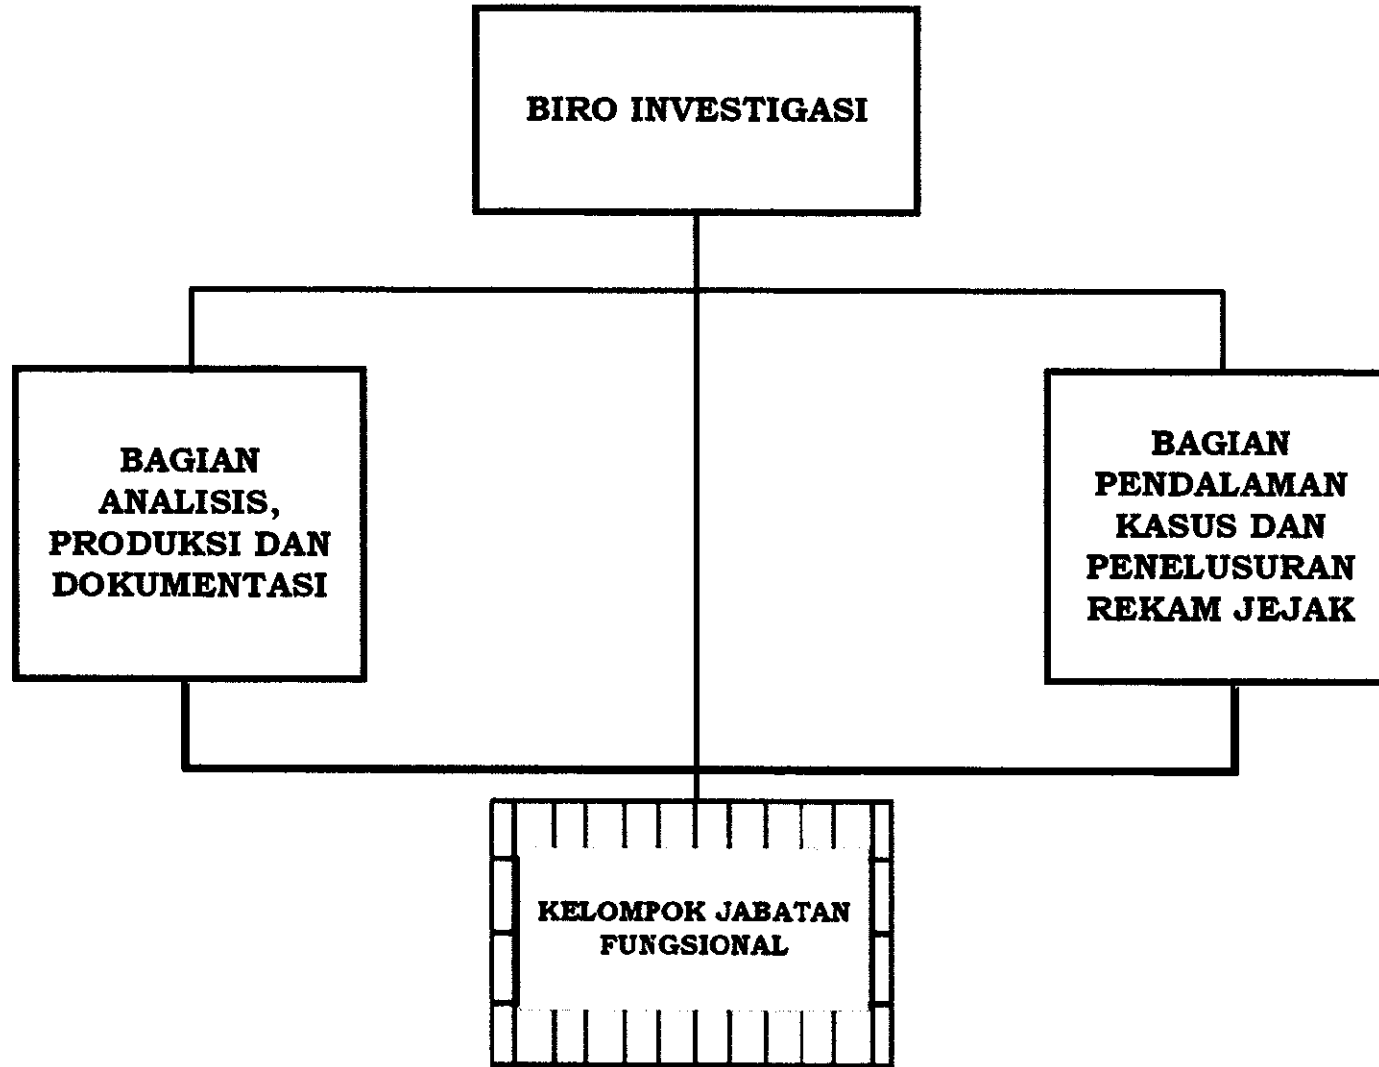 BIRO INVESTIGASI
BAGIAN
ANALISIS,
PRODUKSI DAN
DOKUMENTASI
BAGIAN
PENDALAMAN
KASUS DAN
PENELUSURAN
REKAM JEJAK
KELOMPOK JABATAN
FUNGSIONAL